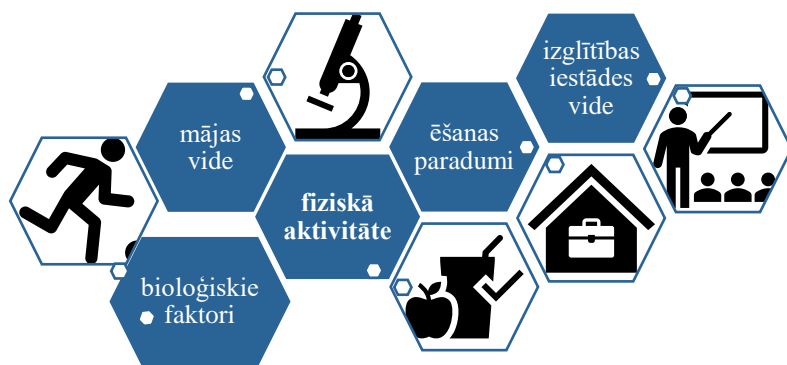 izglītības
iestādes
vide
mājas
vide
ēšanas
paradumi
fiziskā
aktivitāte
bioloģiskie
faktori